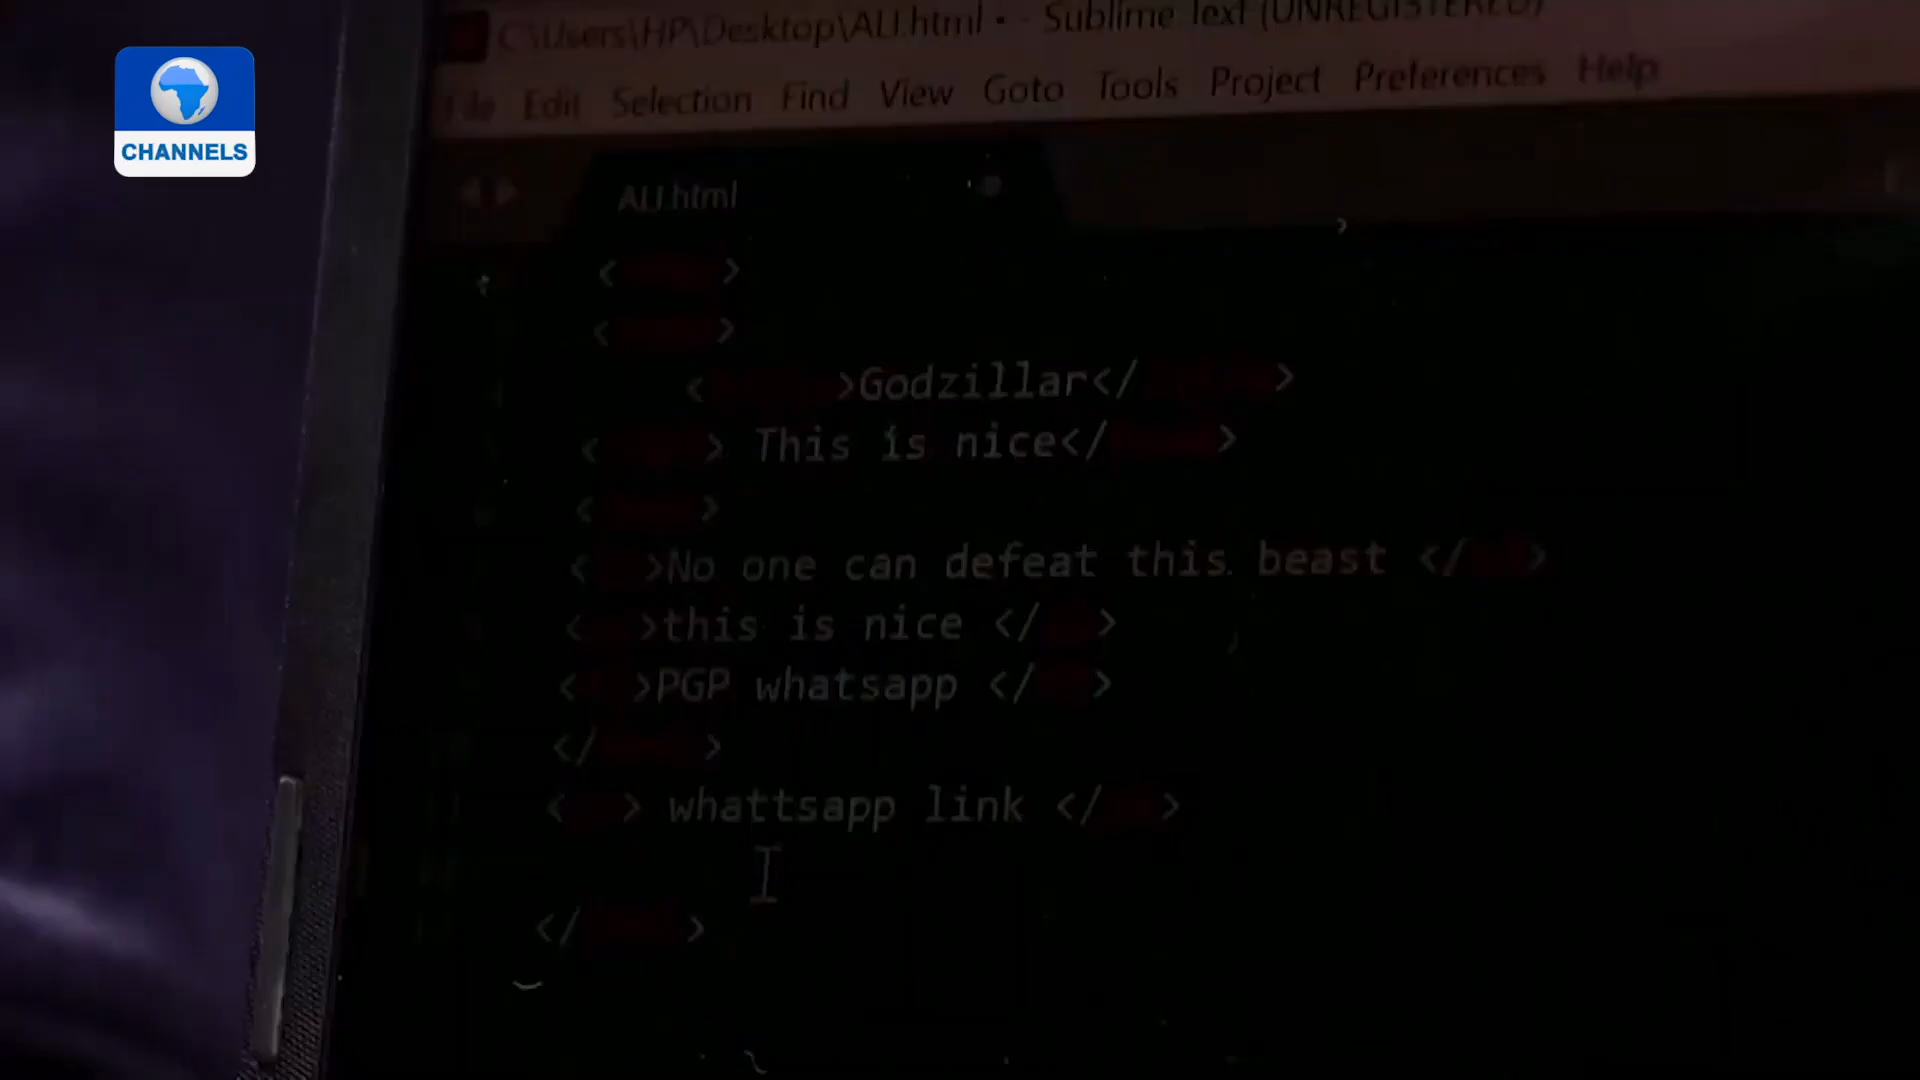 C:\Users\HP\Desktop\ALI.html • - Sublime Text (UNREGISTERED)
File Edit Selection Find View Goto Tools Project Preferences Help
CHANNELS
ALI.html
< >
< >
< >Godzillar</ >
< > This is nice</ >
< >
< >No one can defeat this beast </ >
< >this is nice </ >
< >PGP whatsapp </ >
</ >
< > whattsapp link </ >
</ >